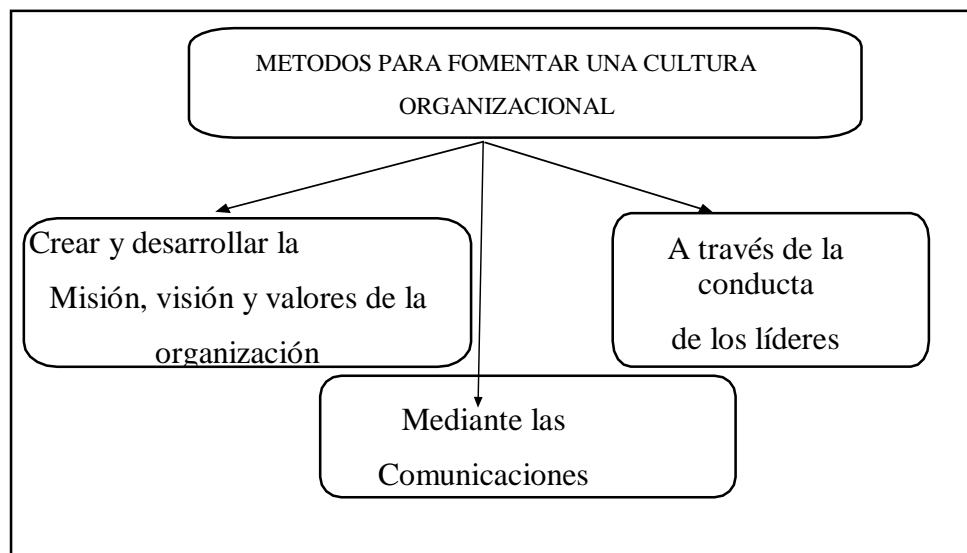 METODOS PARA FOMENTAR UNA CULTURA
ORGANIZACIONAL
Crear y desarrollar la
Misión, visión y valores de la
organización
A través de la
conducta
de los líderes
Mediante las
Comunicaciones